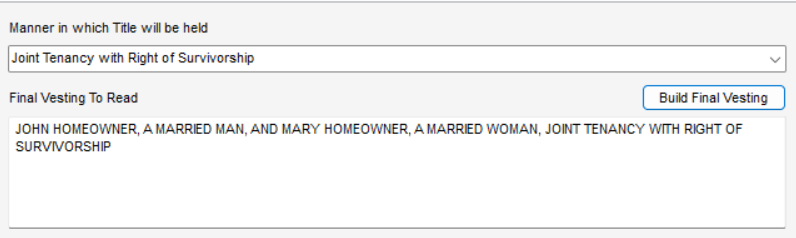 Manner in which Title will be held
Joint Tenancy with Right of Survivorship
Final Vesting To Read
Build Final Vesting
JOHN HOMEOWNER, A MARRIED MAN, AND MARY HOMEOWNER, A MARRIED WOMAN, JOINT TENANCY WITH RIGHT OF
SURVIVORSHIP